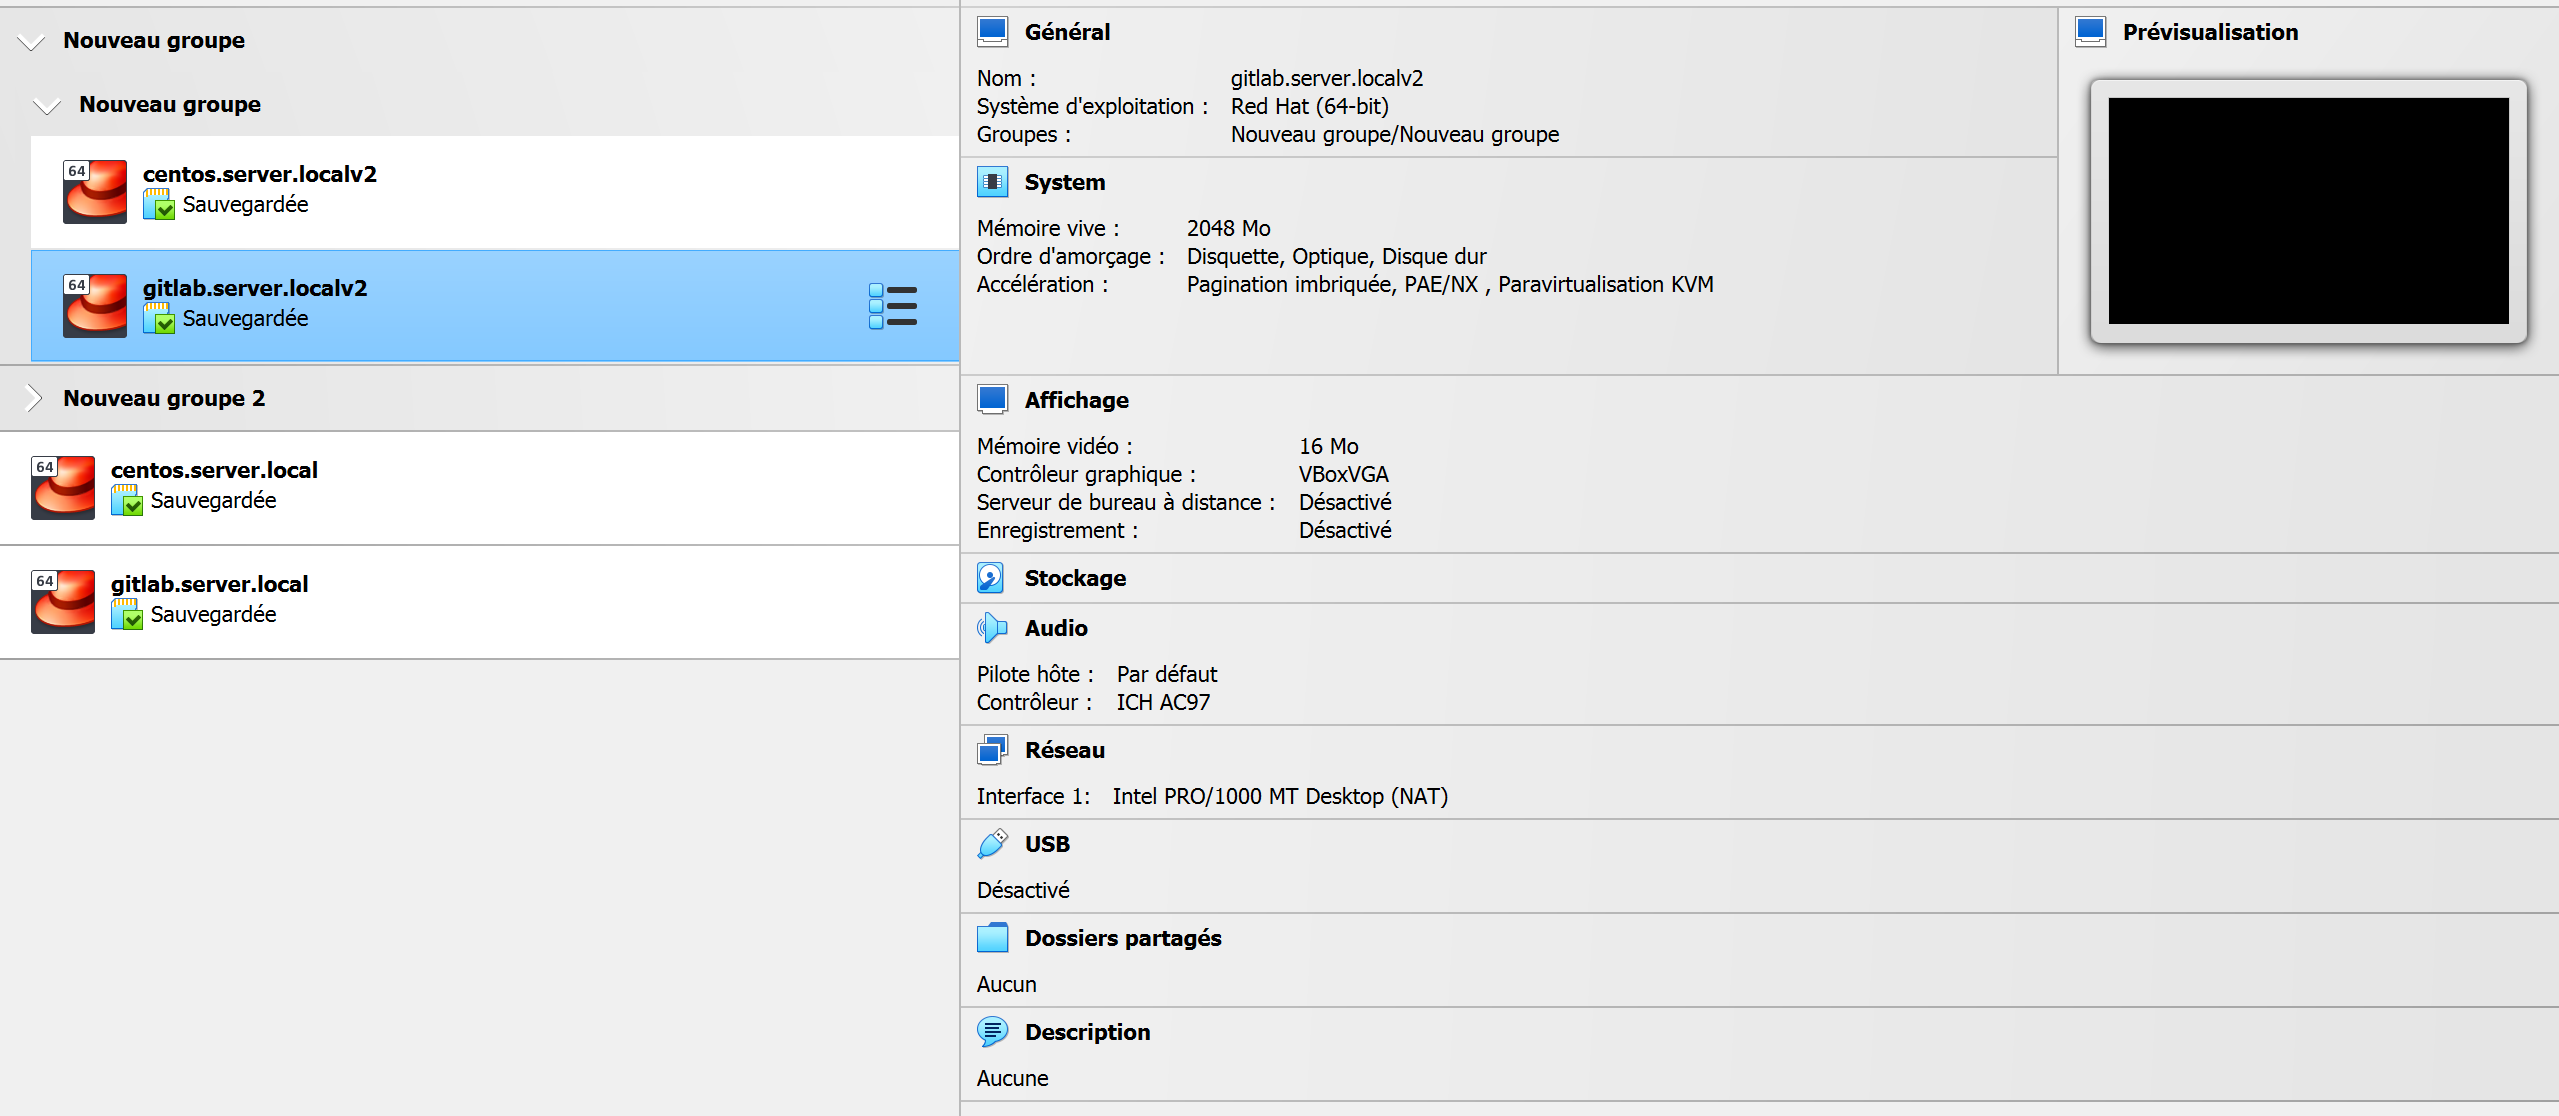 Nouveau groupe
Nouveau groupe
64
centos.server.localv2
Sauvegardée
64
gitlab.server.localv2
Sauvegardée
Nouveau groupe 2
64
centos.server.local
Sauvegardée
64
gitlab.server.local
Sauvegardée
Général
Nom : gitlab.server.localv2
Système d'exploitation : Red Hat (64-bit)
Groupes : Nouveau groupe/Nouveau groupe
System
Mémoire vive : 2048 Mo
Ordre d'amorçage : Disquette, Optique, Disque dur
Accélération : Pagination imbriquée, PAE/NX , Paravirtualisation KVM
Prévisualisation
Affichage
Mémoire vidéo : 16 Mo
Contrôleur graphique : VBoxVGA
Serveur de bureau à distance : Désactivé
Enregistrement : Désactivé
Stockage
Audio
Pilote hôte : Par défaut
Contrôleur : ICH AC97
Réseau
Interface 1: Intel PRO/1000 MT Desktop (NAT)
USB
Désactivé
Dossiers partagés
Aucun
Description
Aucune